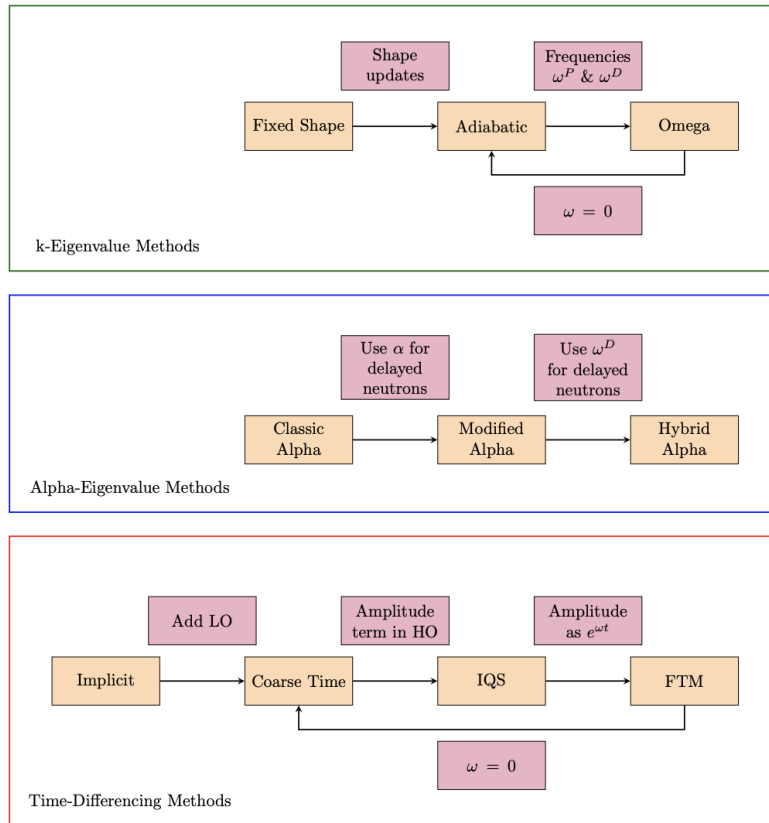 Shape
updates
Frequencies
ω^P & ω^D
Fixed Shape
Adiabatic
Omega
ω = 0
k-Eigenvalue Methods
Use α for
delayed
neutrons
Use ω^D
for delayed
neutrons
Classic
Alpha
Modified
Alpha
Hybrid
Alpha
Alpha-Eigenvalue Methods
Add LO
Amplitude
term in HO
Amplitude
as e^{ωt}
Implicit
Coarse Time
IQS
FTM
ω = 0
Time-Differencing Methods